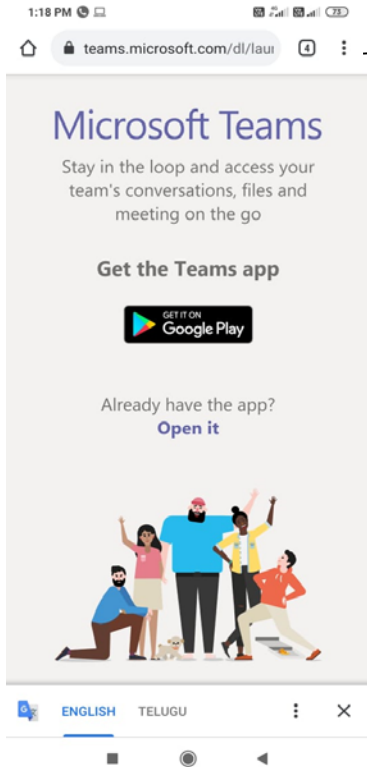 1:18 PM 73
teams.microsoft.com/dl/laun 4
Microsoft Teams
Stay in the loop and access your
team's conversations, files and
meeting on the go
Get the Teams app
GET IT ON
Google Play
Already have the app?
Open it
ENGLISH TELUGU